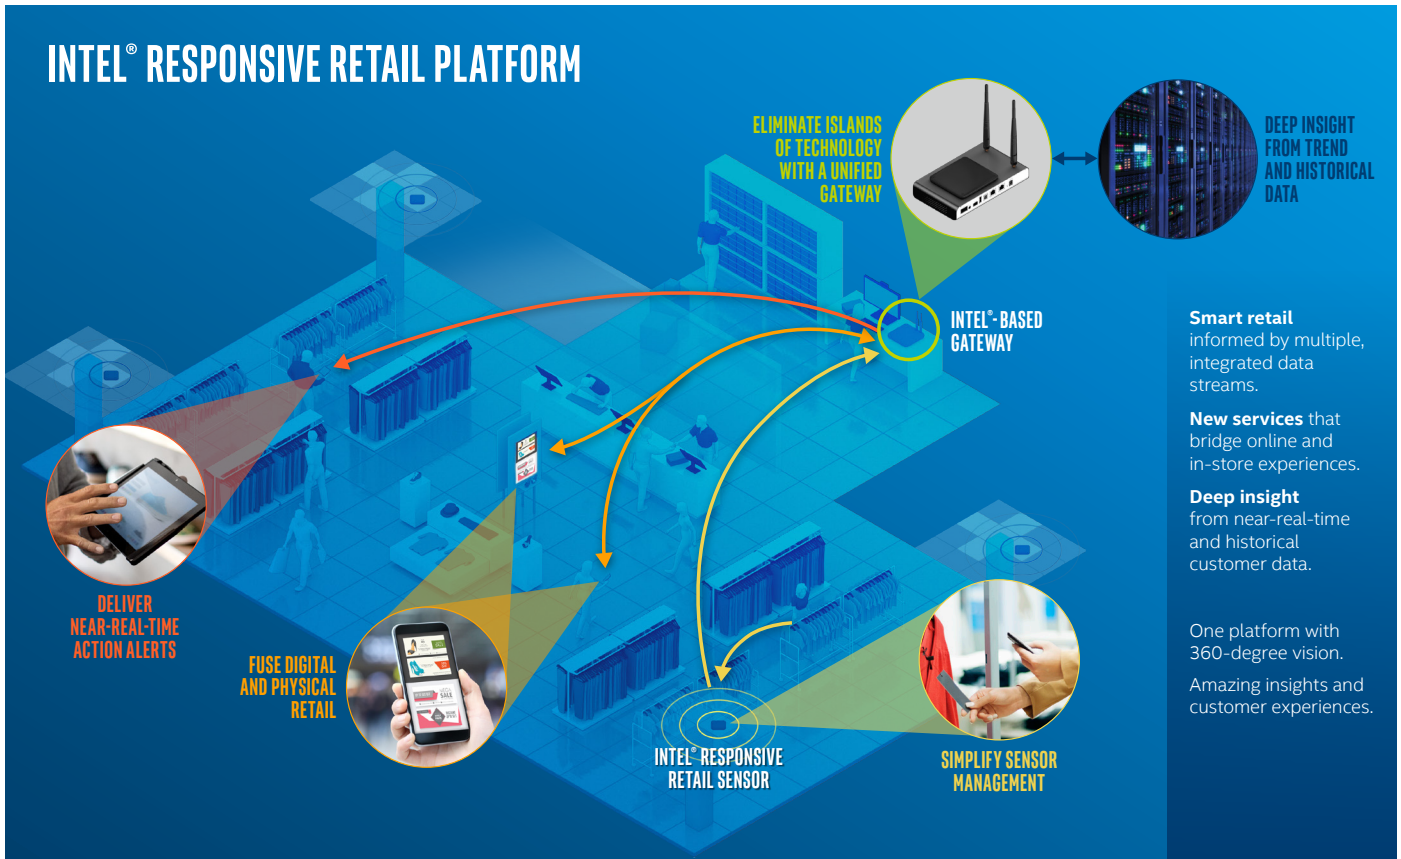 INTEL® RESPONSIVE RETAIL PLATFORM
ELIMINATE ISLANDS
OF TECHNOLOGY
WITH A UNIFIED
GATEWAY
DEEP INSIGHT
FROM TREND
AND HISTORICAL
DATA
INTEL®-BASED
GATEWAY
Smart retail
informed by multiple,
integrated data
streams.
New services that
bridge online and
in-store experiences.
Deep insight
from near-real-time
and historical
customer data.
One platform with
360-degree vision.
Amazing insights and
customer experiences.
DELIVER
NEAR-REAL-TIME
ACTION ALERTS
FUSE DIGITAL
AND PHYSICAL
RETAIL
SALE
INTEL® RESPONSIVE
RETAIL SENSOR
SIMPLIFY SENSOR
MANAGEMENT